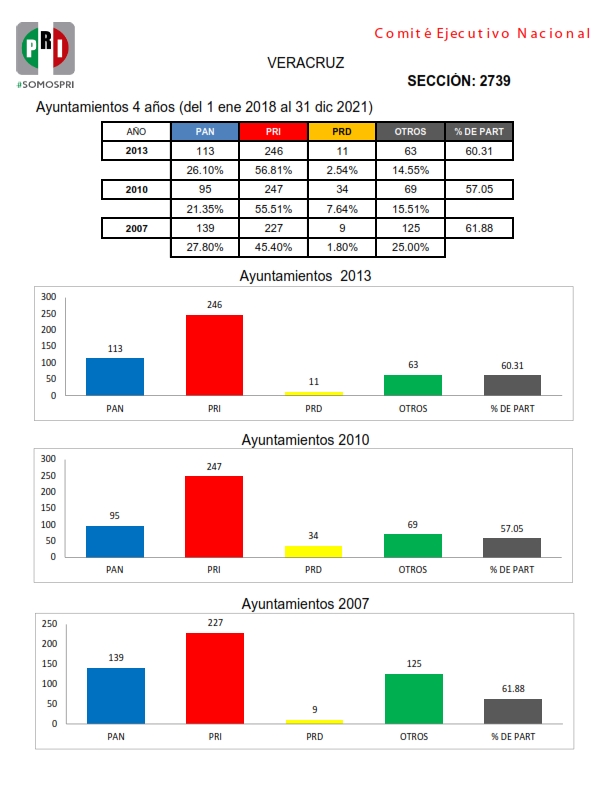 Comité Ejecutivo Nacional
PRI
#SOMOSPRI
VERACRUZ
SECCIÓN: 2739
Ayuntamientos 4 años (del 1 ene 2018 al 31 dic 2021)
AÑO PAN PRI PRD OTROS % DE PART
2013 113 246 11 63 60.31
26.10% 56.81% 2.54% 14.55%
2010 95 247 34 69 57.05
21.35% 55.51% 7.64% 15.51%
2007 139 227 9 125 61.88
27.80% 45.40% 1.80% 25.00%
Ayuntamientos 2013
300
250
200
150
100
50
0
113 246 11 63 60.31
PAN PRI PRD OTROS % DE PART
Ayuntamientos 2010
300
250
200
150
100
50
0
95 247 34 69 57.05
PAN PRI PRD OTROS % DE PART
Ayuntamientos 2007
250
200
150
100
50
0
139 227 9 125 61.88
PAN PRI PRD OTROS % DE PART